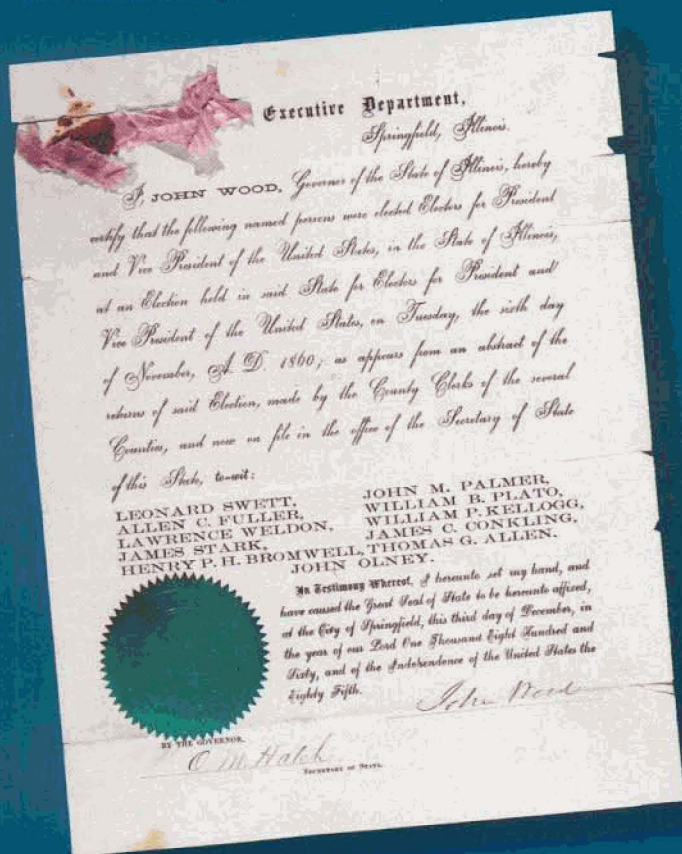 Executive Department,
Springfield, Illinois.
I, JOHN WOOD, Governor of the State of Illinois, hereby
certify that the following named persons were elected Electors for President
and Vice President of the United States, in the State of Illinois,
at an Election held in said State for Electors for President and
Vice President of the United States, on Tuesday, the sixth day
of November, A. D. 1860; as appears from an abstract of the
returns of said Election, made by the County Clerks of the several
Counties, and now on file in the office of the Secretary of State
of this State, to-wit:
LEONARD SWETT,
ALLEN C. FULLER,
LAWRENCE WELDON,
JAMES STARK,
HENRY P. H. BROMWELL,
JOHN M. PALMER,
WILLIAM B. PLATO,
WILLIAM P. KELLOGG,
JAMES C. CONKLING,
THOMAS G. ALLEN.
JOHN OLNEY.
In Testimony Whereof, I hereunto set my hand, and
have caused the Great Seal of State to be hereunto affixed,
at the City of Springfield, this third day of December, in
the year of our Lord One Thousand Eight Hundred and
Sixty, and of the Independence of the United States the
Eighty Fifth.
John Wood
BY THE GOVERNOR.
O. M. Hatch
SECRETARY OF STATE.